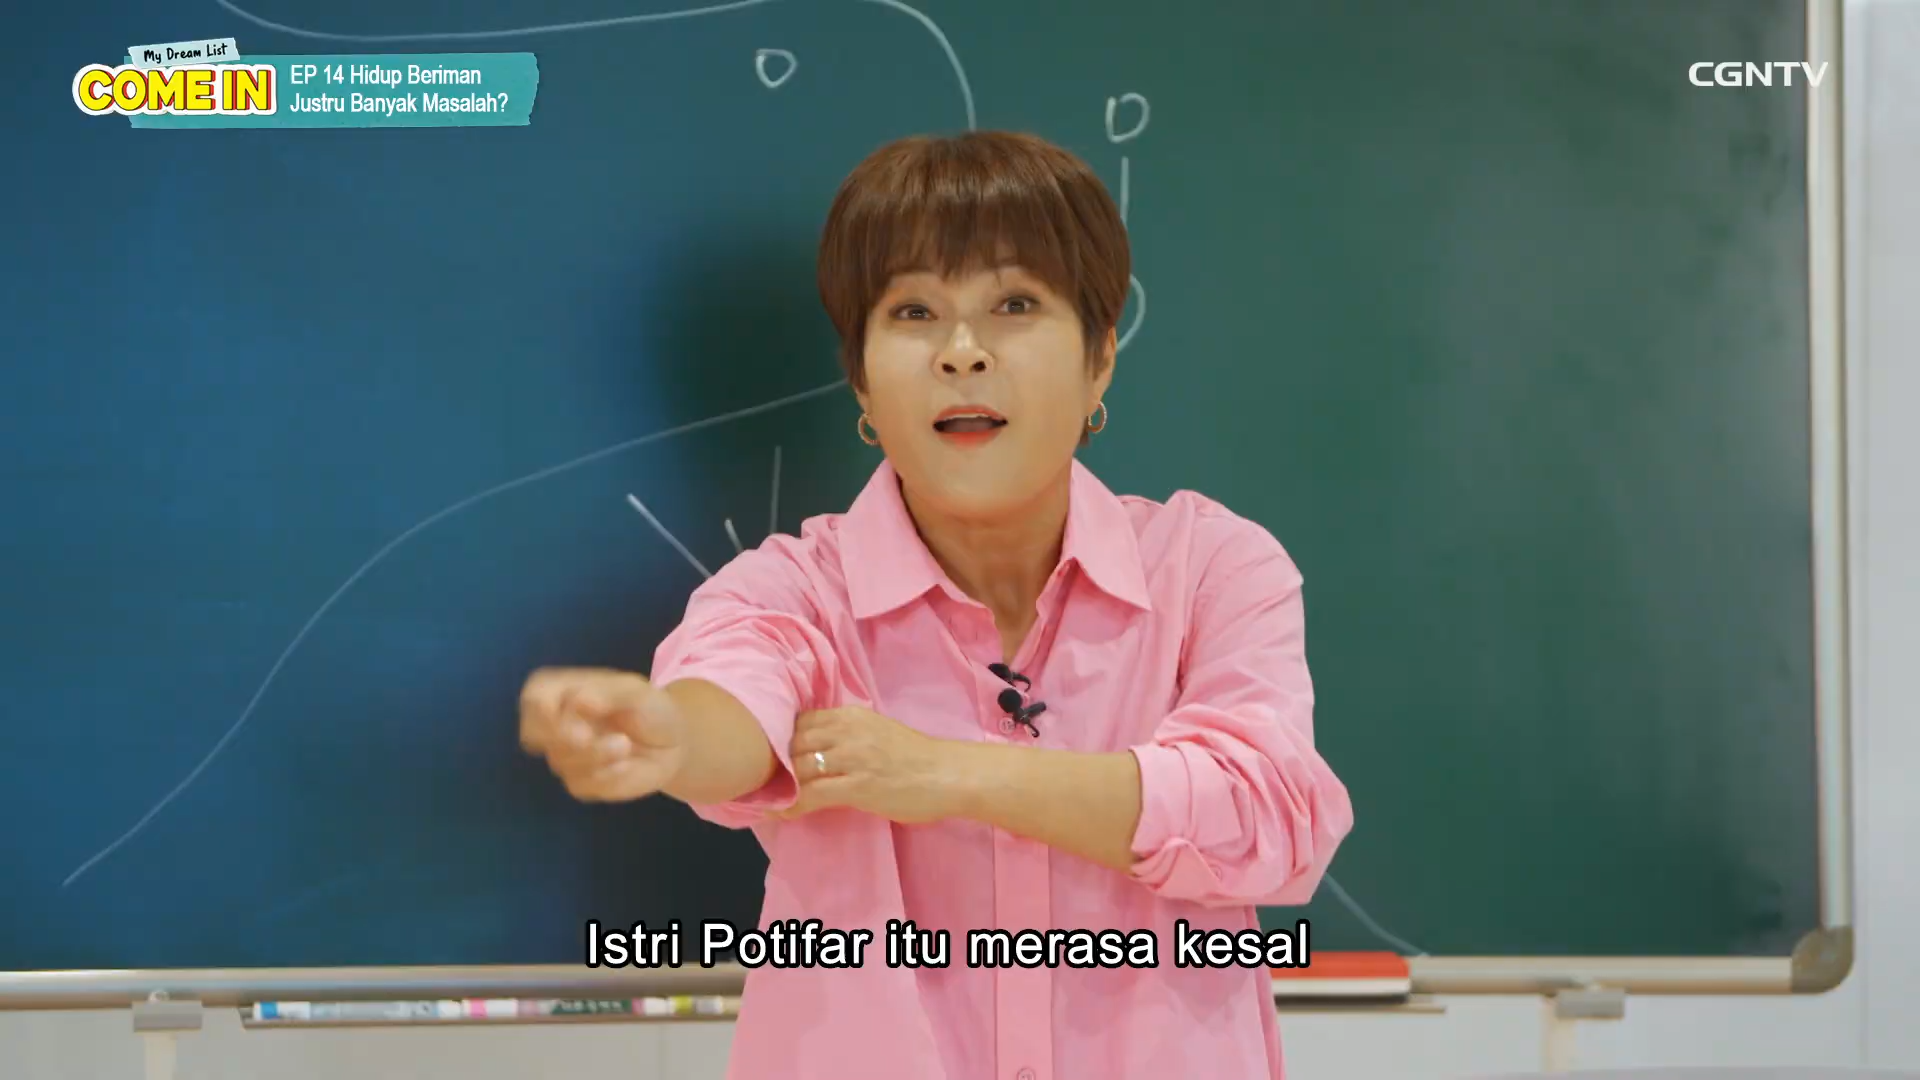 My Dream List
COME IN
EP 14 Hidup Beriman
Justru Banyak Masalah?
CGNTV
Istri Potifar itu merasa kesal